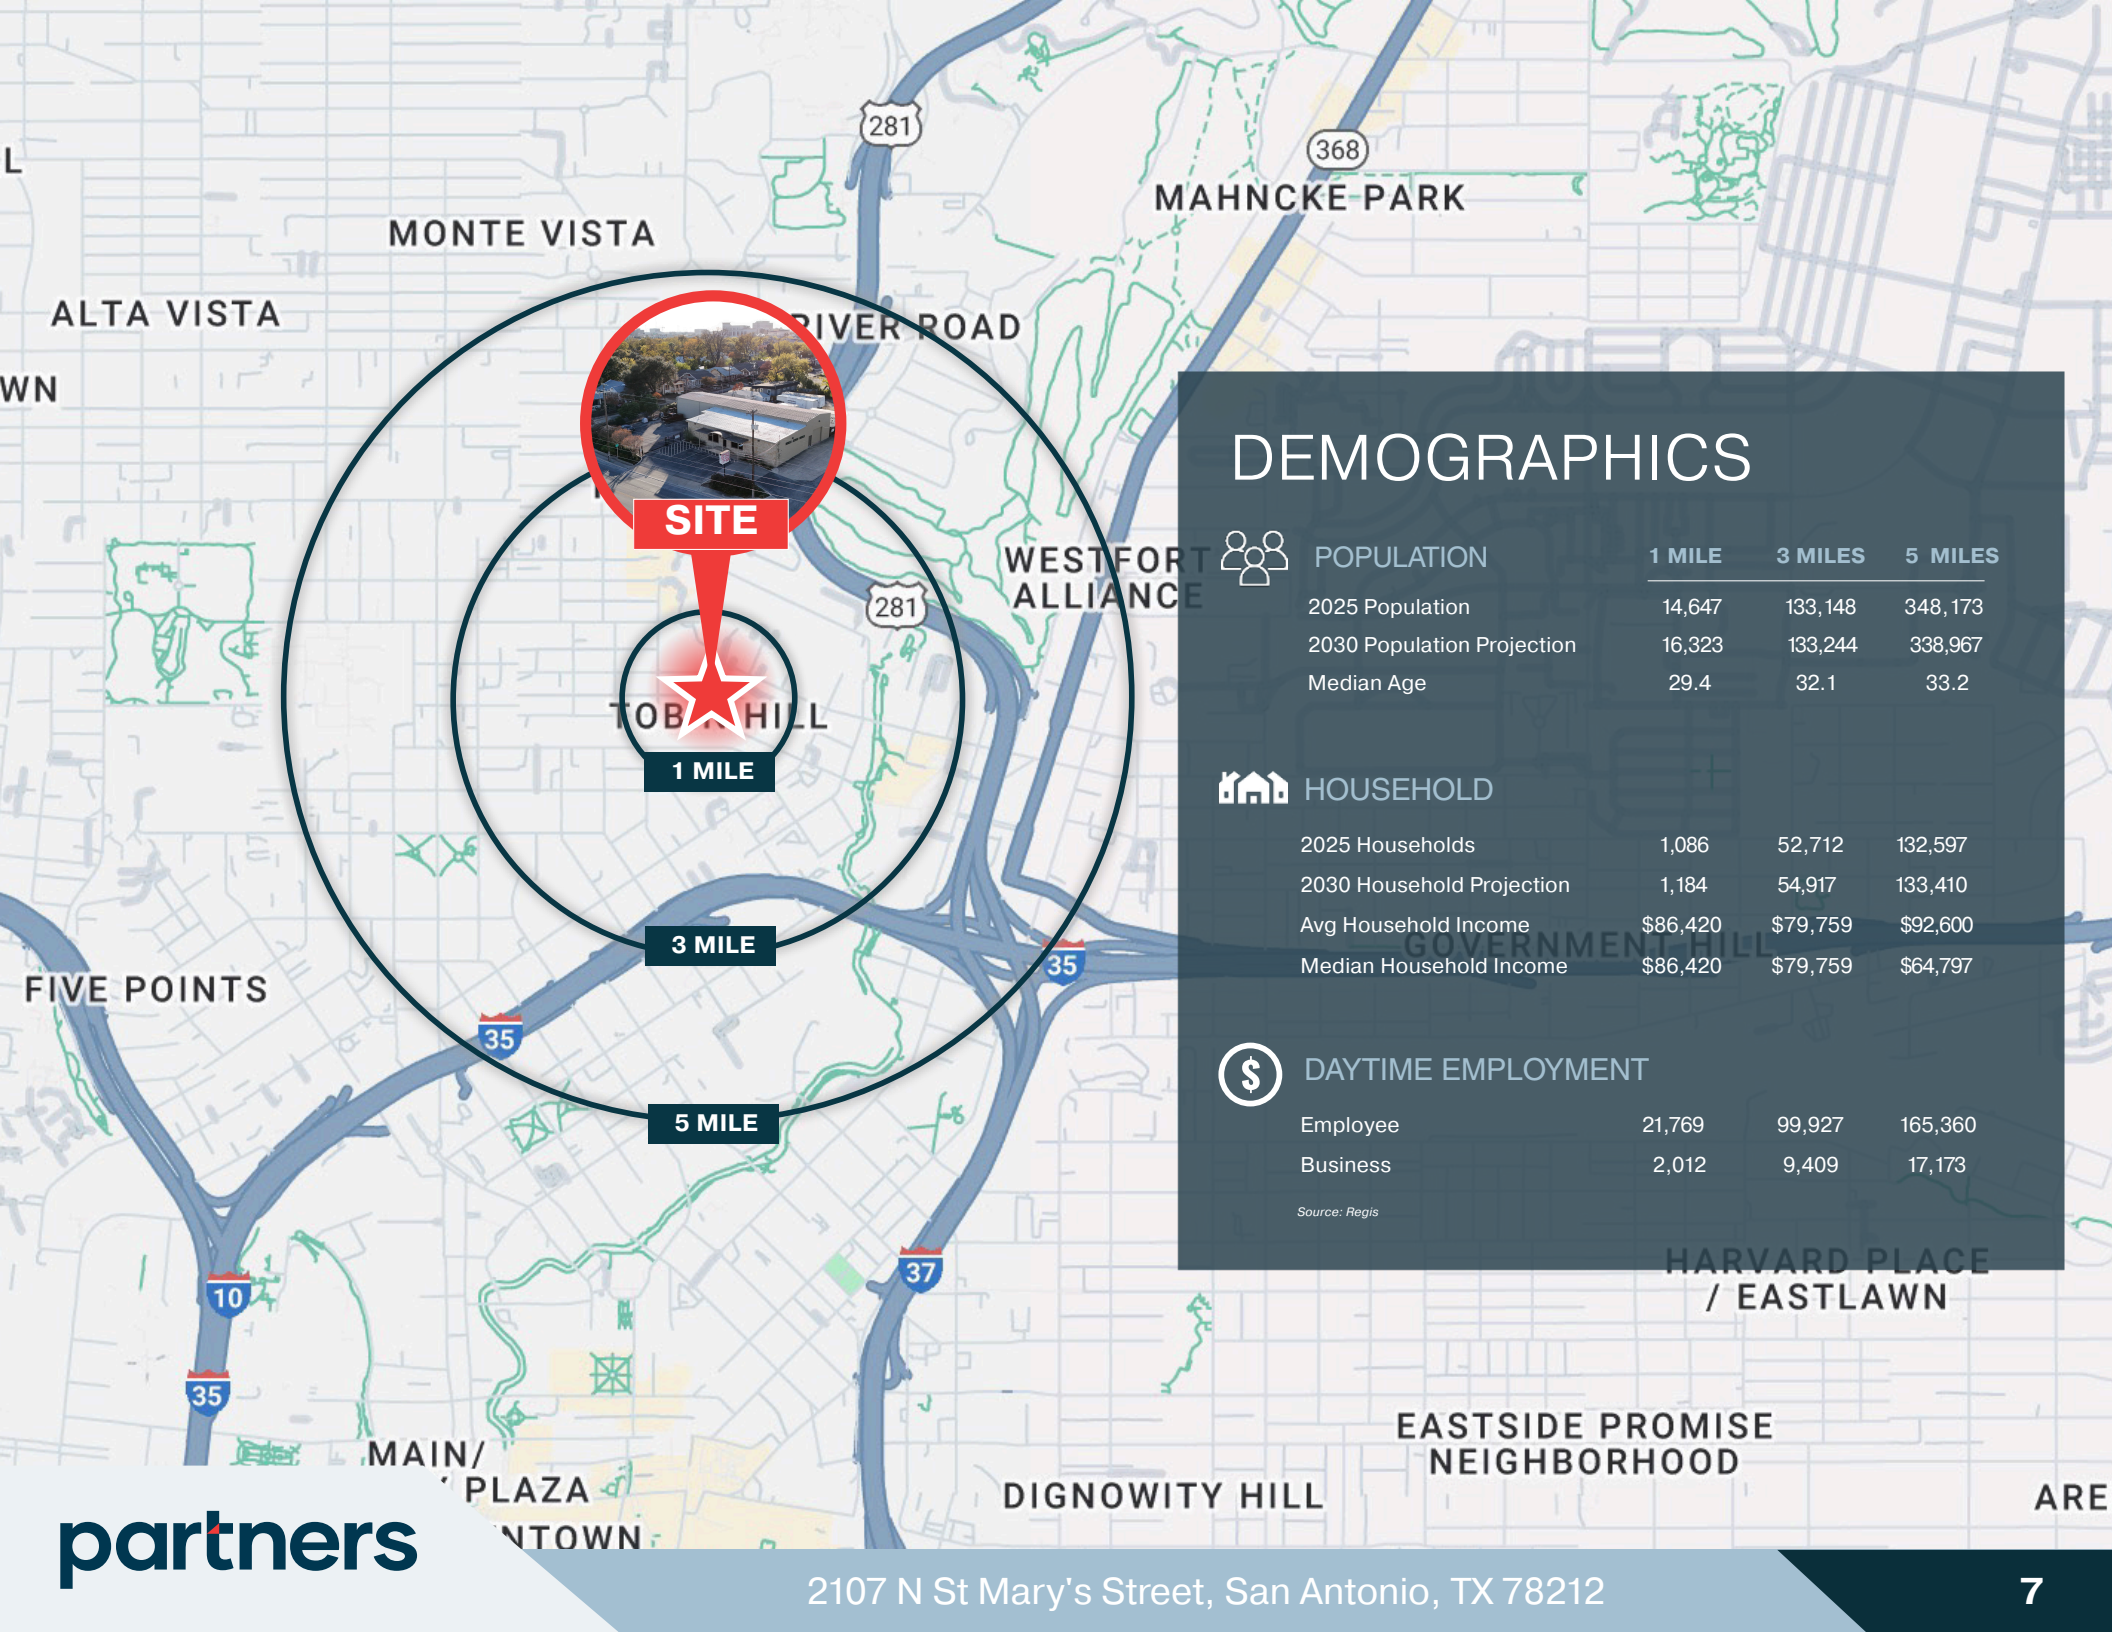 281
368
L
MAHNCKE PARK
MONTE VISTA
ALTA VISTA
RIVER ROAD
WN
SITE
WESTFORT
ALLIANCE
281
TOBIN HILL
1 MILE
3 MILE
5 MILE
35
35
FIVE POINTS
37
10
35
DEMOGRAPHICS
POPULATION 1 MILE 3 MILES 5 MILES
2025 Population 14,647 133,148 348,173
2030 Population Projection 16,323 133,244 338,967
Median Age 29.4 32.1 33.2
HOUSEHOLD
2025 Households 1,086 52,712 132,597
2030 Household Projection 1,184 54,917 133,410
Avg Household Income $86,420 $79,759 $92,600
GOVERNMENT HILL
Median Household Income $86,420 $79,759 $64,797
$ DAYTIME EMPLOYMENT
Employee 21,769 99,927 165,360
Business 2,012 9,409 17,173
Source: Regis
HARVARD PLACE
/ EASTLAWN
EASTSIDE PROMISE
NEIGHBORHOOD
MAIN/
PLAZA
NTOWN
DIGNOWITY HILL
ARE
partners
2107 N St Mary's Street, San Antonio, TX 78212
7